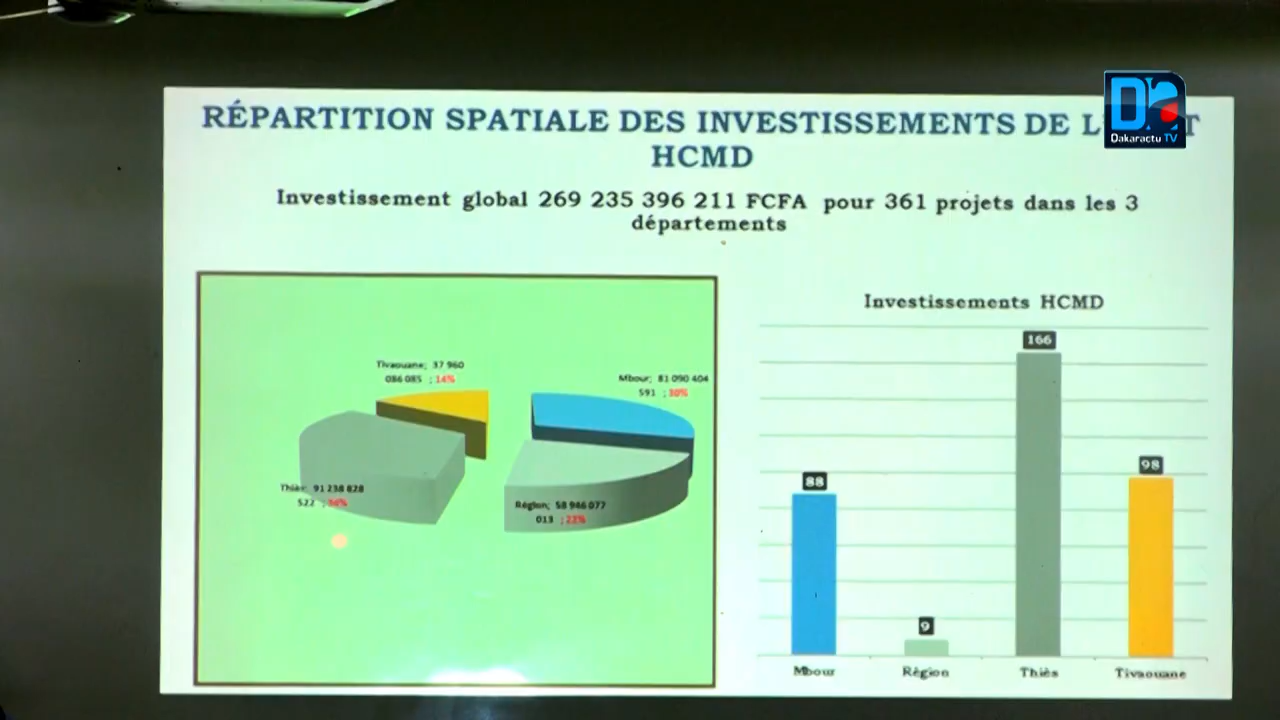 RÉPARTITION SPATIALE DES INVESTISSEMENTS DE
HCMD
Investissement global 269 235 396 211 FCFA pour 361 projets dans les 3
départements
Dakaractu TV
Tivaouane; 37 960
086 085 ; 14%
Mbour; 81 090 404
591 ; 30%
Thiès; 91 238 828
522 ; 34%
Région; 58 946 077
013 ; 22%
Investissements HCMD
166
98
88
9
Mbour Région Thiès Tivaouane